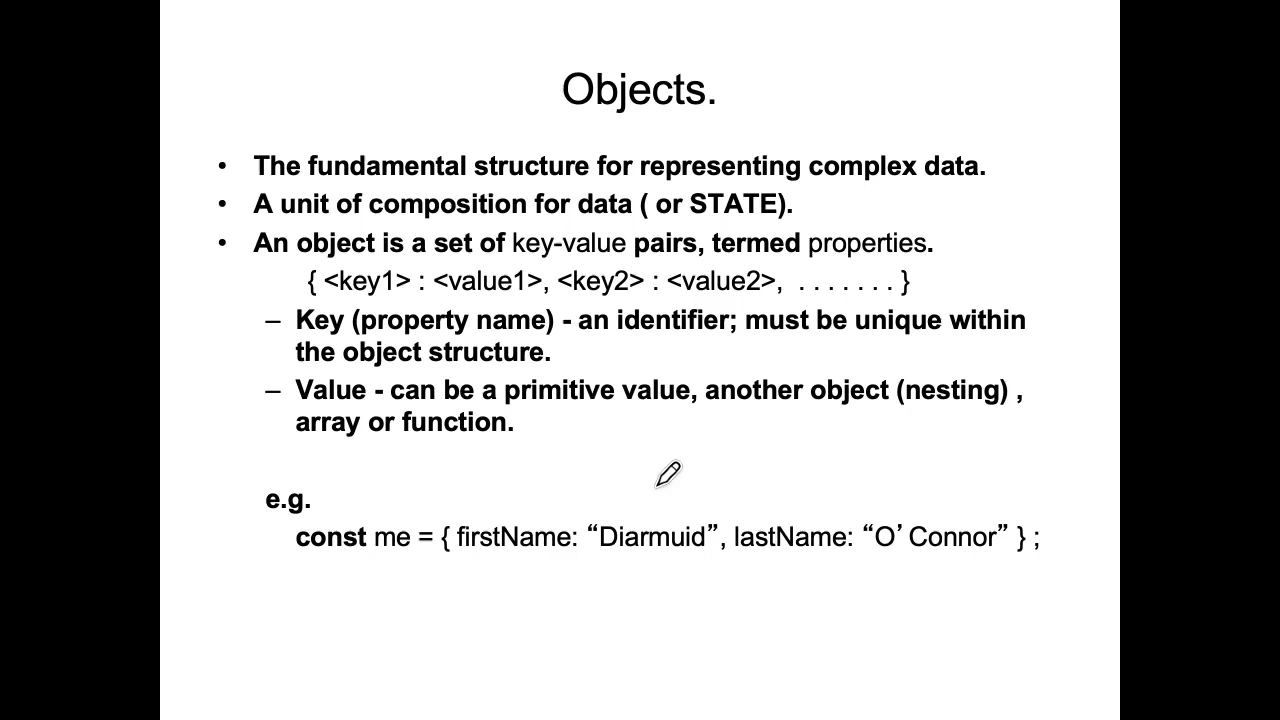 Objects.
• The fundamental structure for representing complex data.
• A unit of composition for data ( or STATE).
• An object is a set of key-value pairs, termed properties.
{ <key1> : <value1>, <key2> : <value2>,  . . . . . . . }
– Key (property name) - an identifier; must be unique within
the object structure.
– Value - can be a primitive value, another object (nesting) ,
array or function.
e.g.
const me = { firstName: “Diarmuid”, lastName: “O’ Connor” } ;